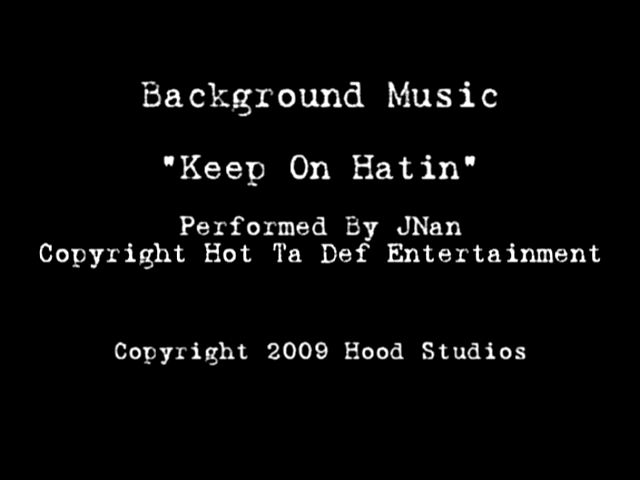 Background Music
"Keep On Hatin"
Performed By JNan
Copyright Hot Ta Def Entertainment
Copyright 2009 Hood Studios